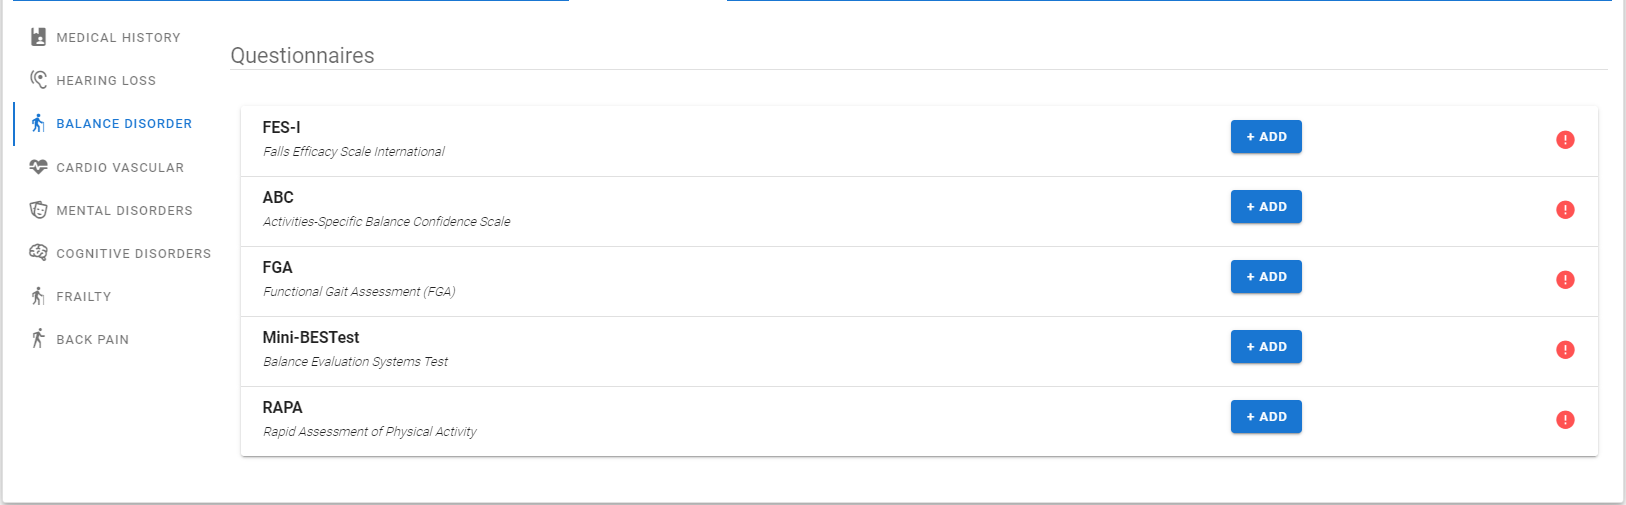 MEDICAL HISTORY
HEARING LOSS
BALANCE DISORDER
CARDIO VASCULAR
MENTAL DISORDERS
COGNITIVE DISORDERS
FRAILTY
BACK PAIN
Questionnaires
FES-I
Falls Efficacy Scale International
+ ADD
ABC
Activities-Specific Balance Confidence Scale
+ ADD
FGA
Functional Gait Assessment (FGA)
+ ADD
Mini-BESTest
Balance Evaluation Systems Test
+ ADD
RAPA
Rapid Assessment of Physical Activity
+ ADD